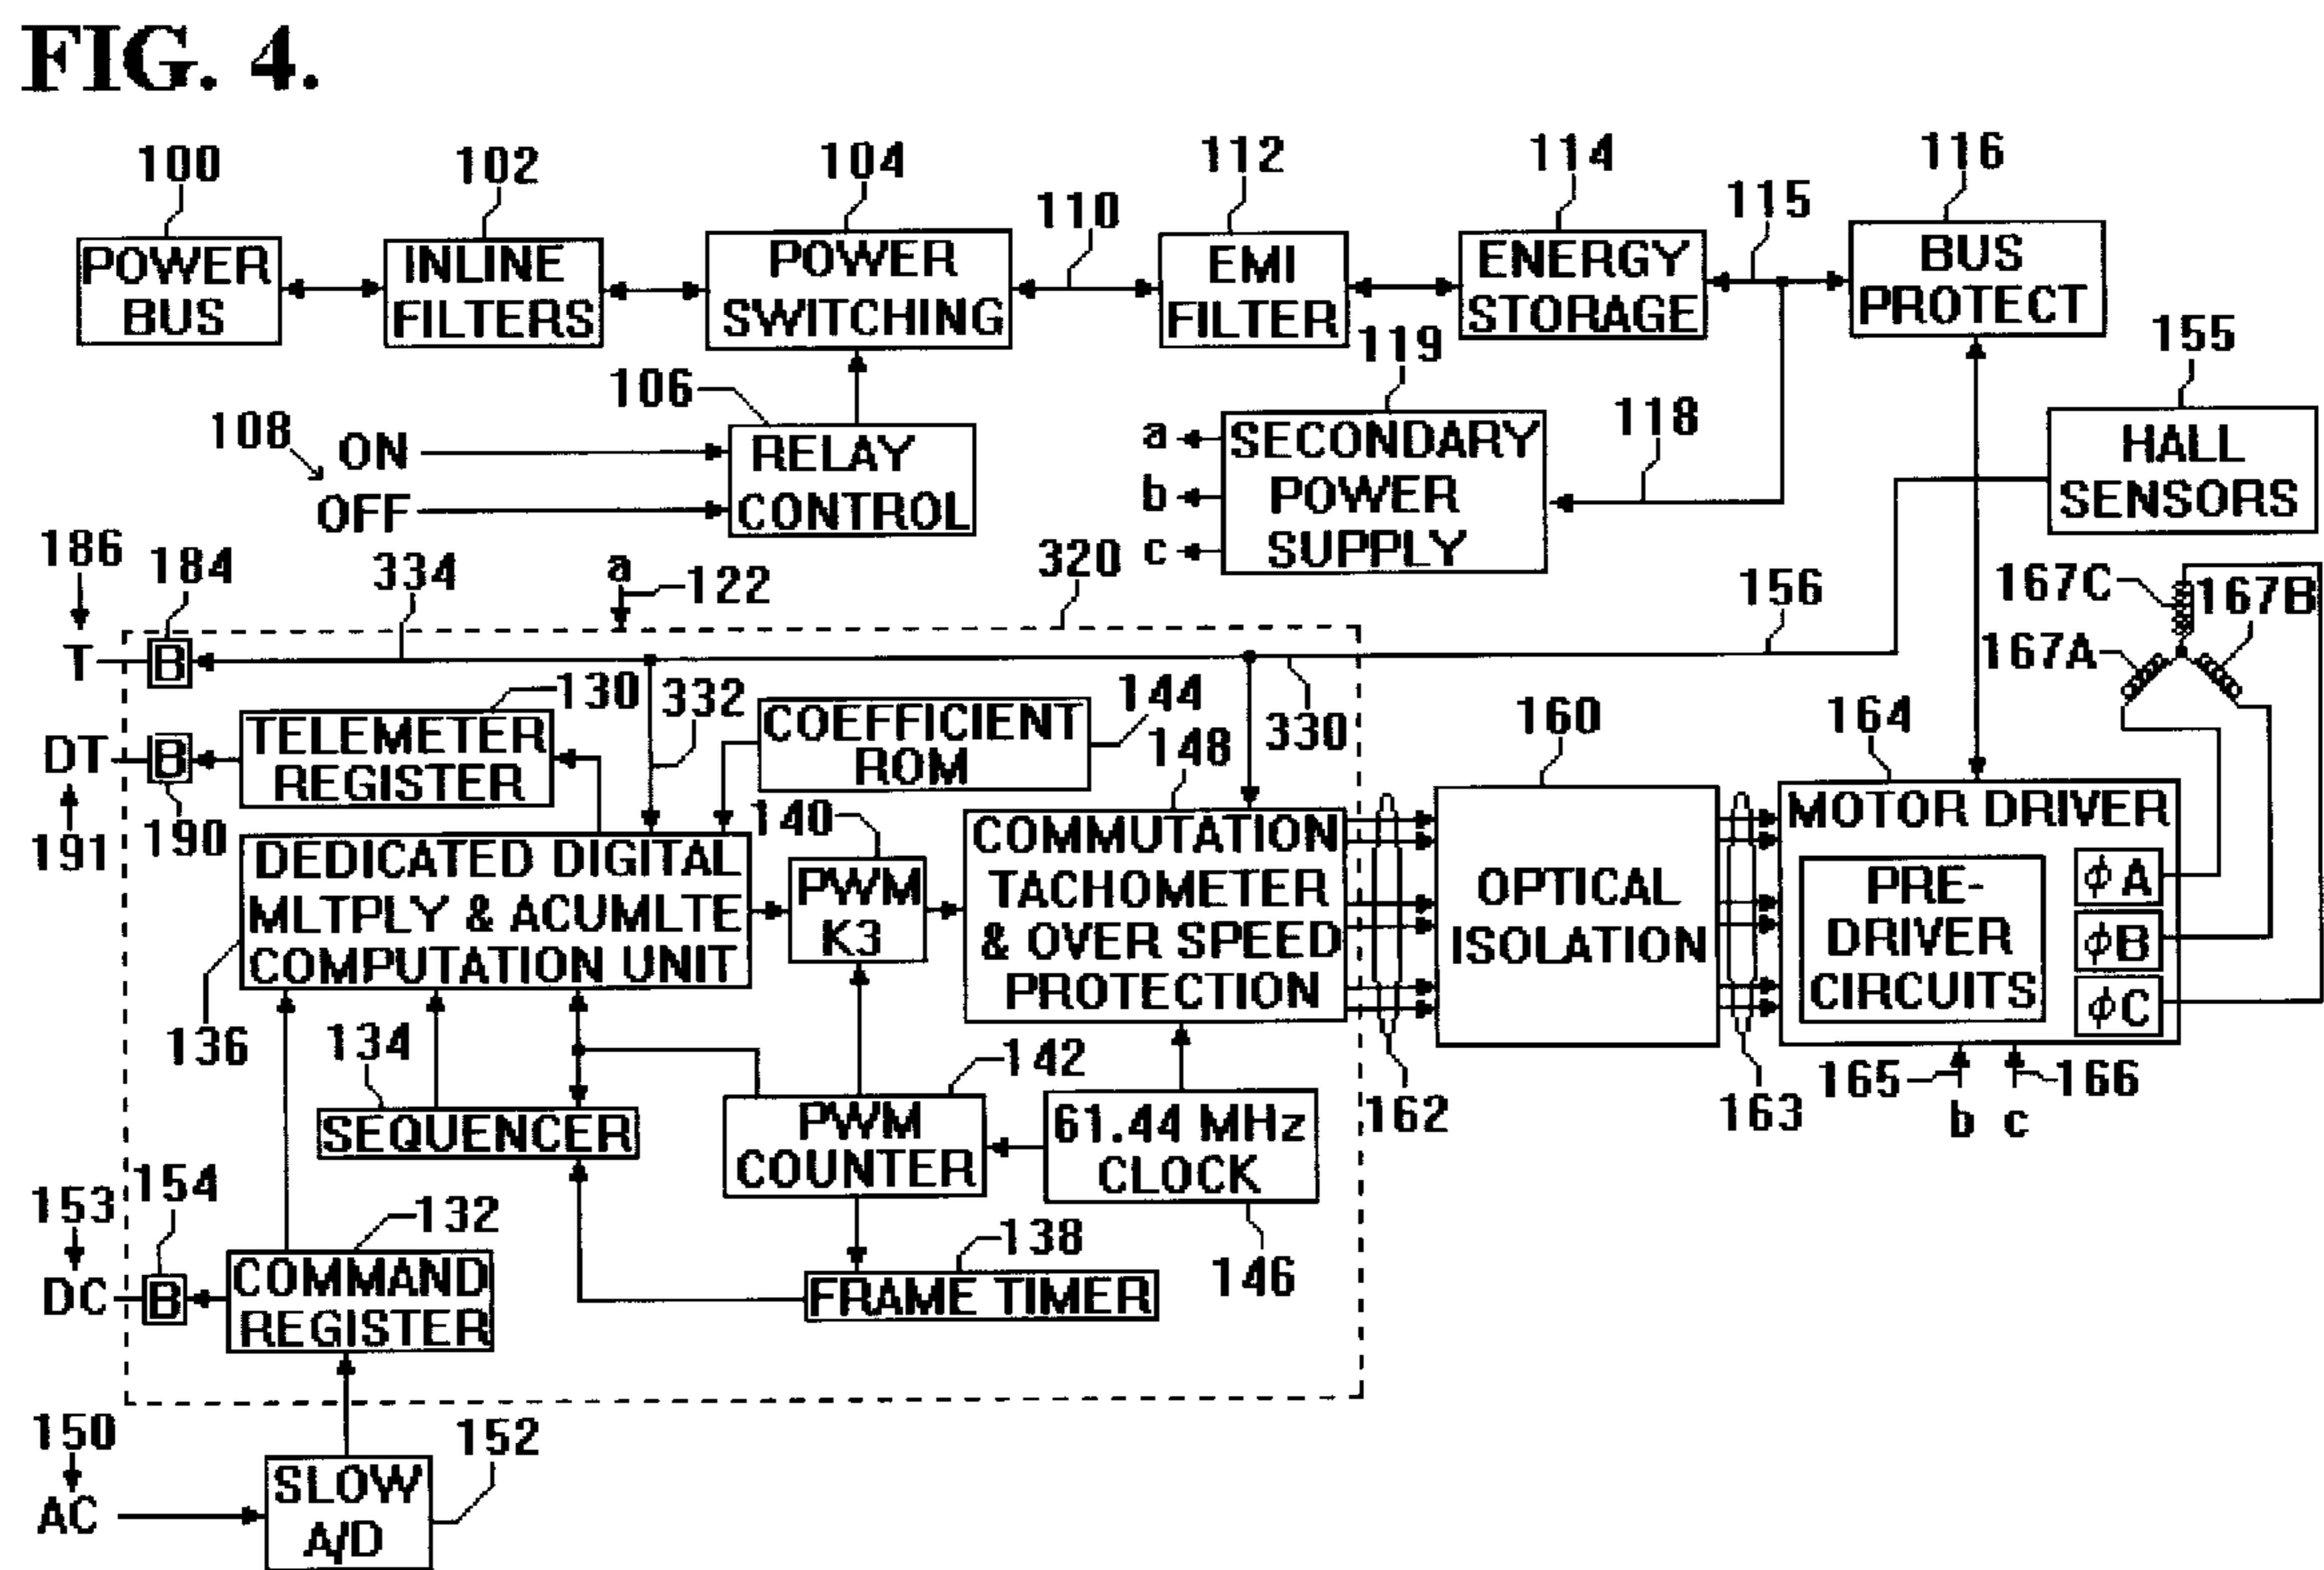 FIG. 4.
100
102
104
110
112
114
115
116
POWER
BUS
INLINE
FILTERS
POWER
SWITCHING
EMI
FILTER
ENERGY
STORAGE
BUS
PROTECT
106
108
ON
OFF
RELAY
CONTROL
119
a
b
c
SECONDARY
POWER
SUPPLY
118
155
HALL
SENSORS
186
184
334
a
122
320
156
167C
167B
167A
T
B
130
332
144
330
148
160
164
DT
B
TELEMETER
REGISTER
COEFFICIENT
ROM
191
190
140
DEDICATED DIGITAL
MLTPLY & ACUMLTE
COMPUTATION UNIT
PWM
K3
COMMUTATION
TACHOMETER
& OVER SPEED
PROTECTION
OPTICAL
ISOLATION
MOTOR DRIVER
PRE-
DRIVER
CIRCUITS
ϕA
ϕB
ϕC
136
134
142
162
163
165
166
b
c
SEQUENCER
PWM
COUNTER
61.44 MHz
CLOCK
153
154
132
138
146
DC
B
COMMAND
REGISTER
FRAME TIMER
150
152
AC
SLOW
A/D